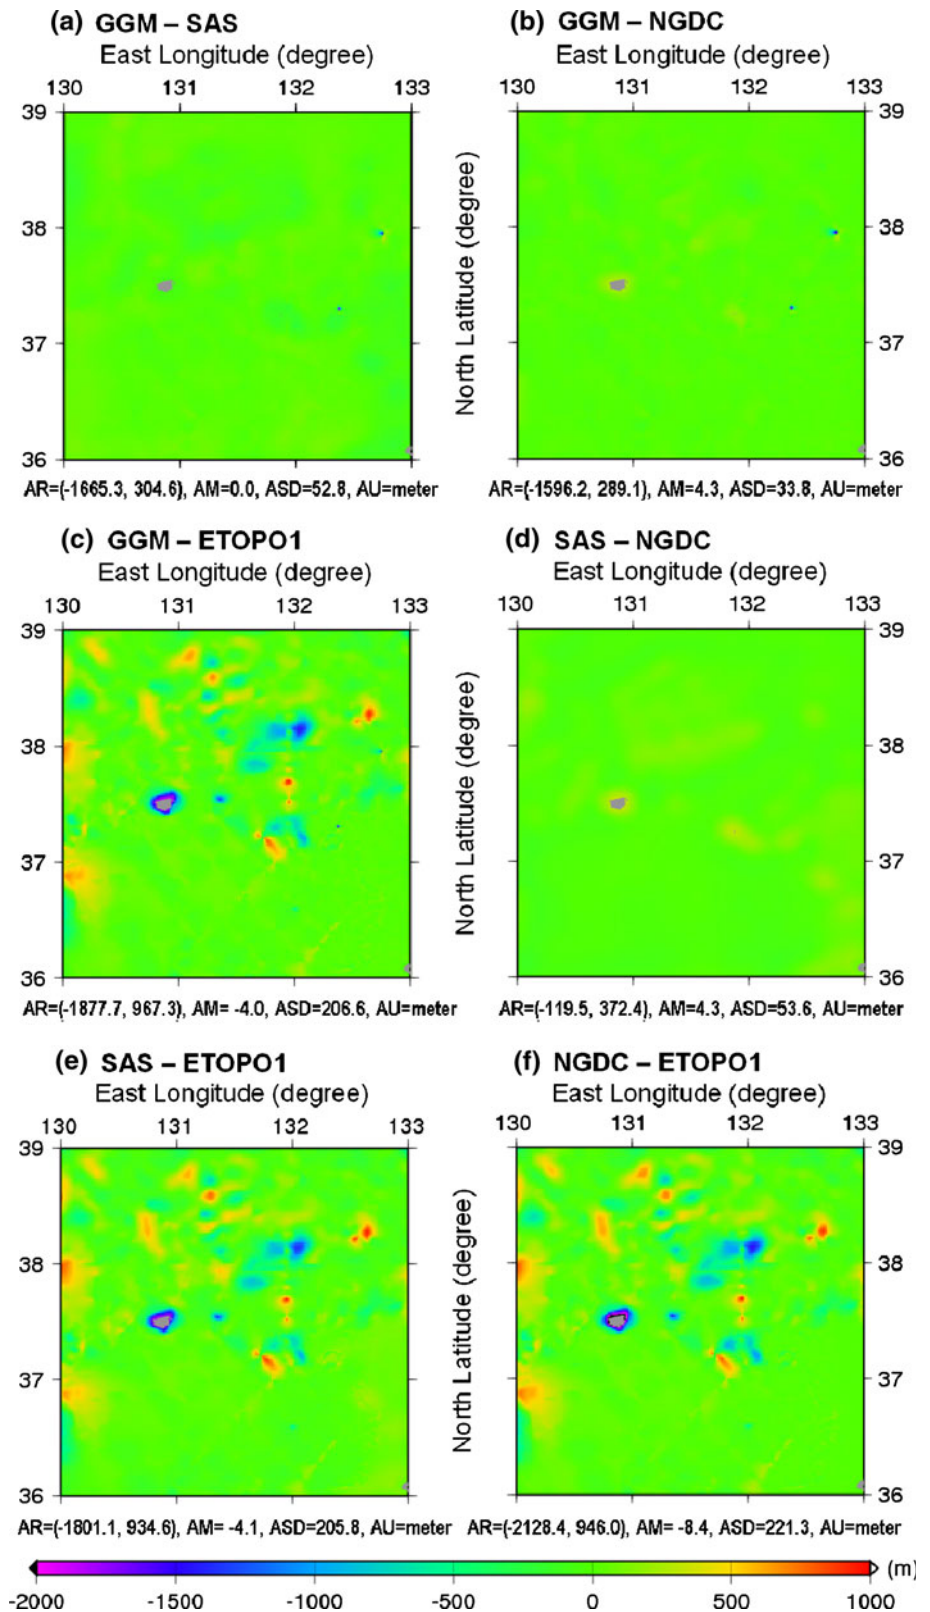 (a) GGM – SAS
East Longitude (degree)
130 131 132 133
39
38
37
36
AR=(-1665.3, 304.6), AM=0.0, ASD=52.8, AU=meter
(b) GGM – NGDC
East Longitude (degree)
130 131 132 133
North Latitude (degree)
39
38
37
36
AR=(-1596.2, 289.1), AM=4.3, ASD=33.8, AU=meter
(c) GGM – ETOPO1
East Longitude (degree)
130 131 132 133
39
38
37
36
AR=(-1877.7, 967.3), AM= -4.0, ASD=206.6, AU=meter
(d) SAS – NGDC
East Longitude (degree)
130 131 132 133
North Latitude (degree)
39
38
37
36
AR=(-119.5, 372.4), AM=4.3, ASD=53.6, AU=meter
(e) SAS – ETOPO1
East Longitude (degree)
130 131 132 133
39
38
37
36
AR=(-1801.1, 934.6), AM= -4.1, ASD=205.8, AU=meter
(f) NGDC – ETOPO1
East Longitude (degree)
130 131 132 133
North Latitude (degree)
39
38
37
36
AR=(-2128.4, 946.0), AM= -8.4, ASD=221.3, AU=meter
(m)
-2000 -1500 -1000 -500 0 500 1000